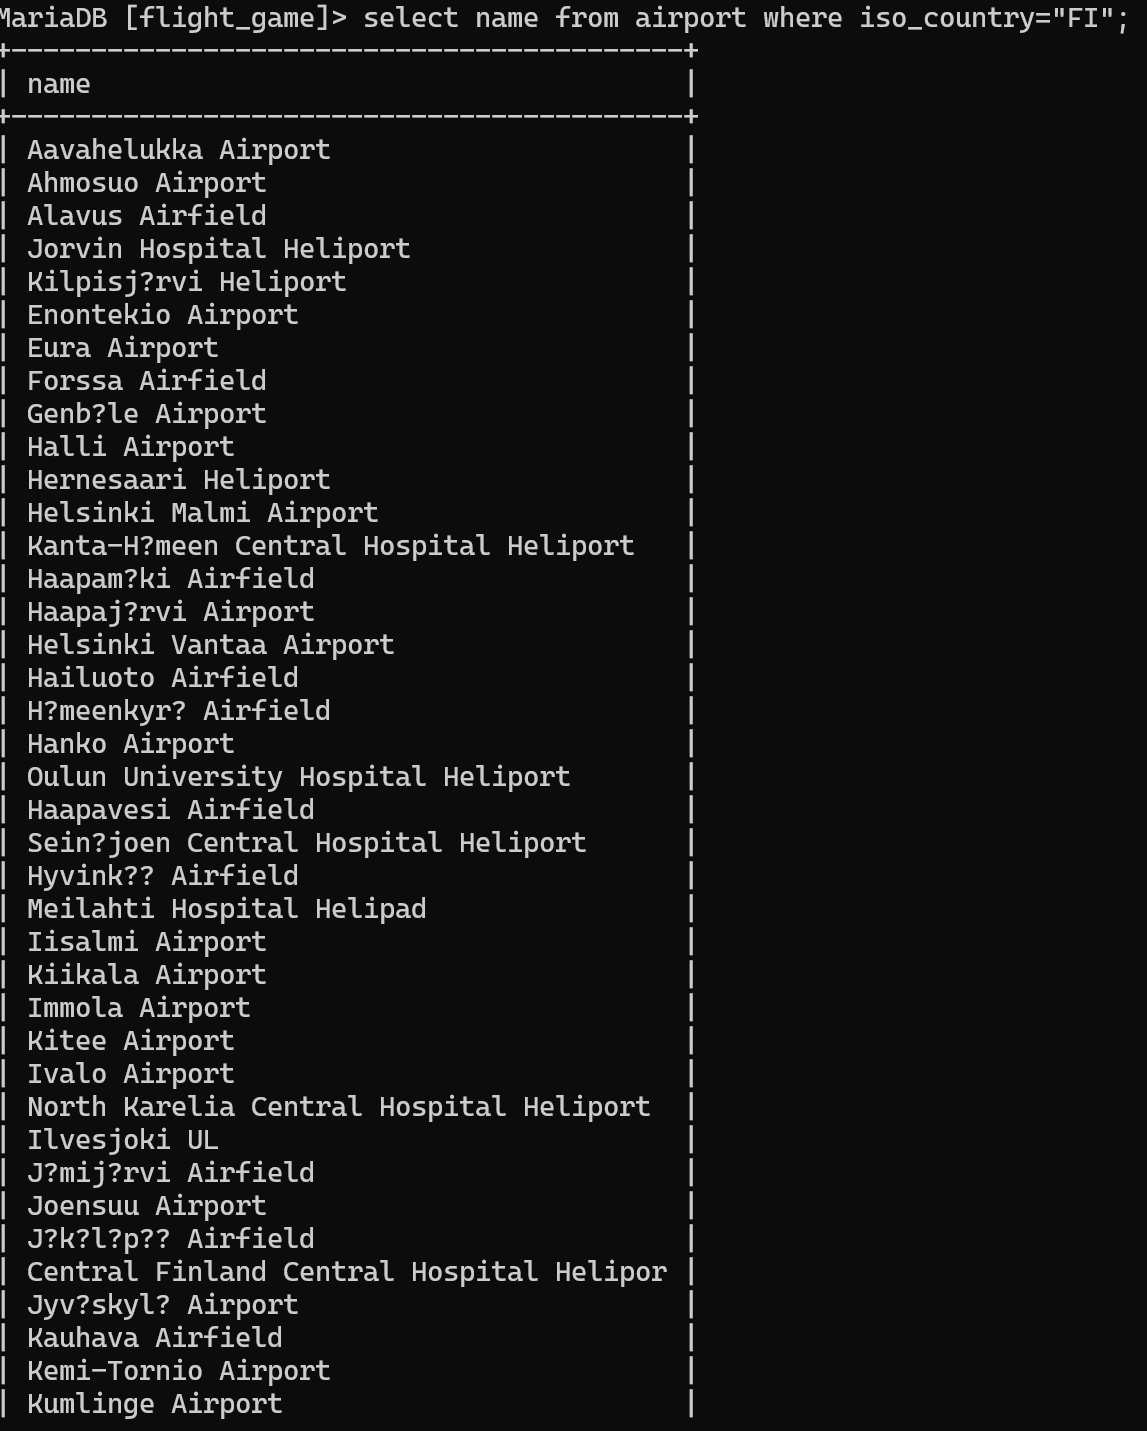 MariaDB [flight_game]> select name from airport where iso_country="FI";
+------------------------------------------+
| name                                     |
+------------------------------------------+
| Aavahelukka Airport                      |
| Ahmosuo Airport                          |
| Alavus Airfield                          |
| Jorvin Hospital Heliport                 |
| Kilpisj?rvi Heliport                     |
| Enontekio Airport                        |
| Eura Airport                             |
| Forssa Airfield                          |
| Genb?le Airport                          |
| Halli Airport                            |
| Hernesaari Heliport                      |
| Helsinki Malmi Airport                   |
| Kanta-H?meen Central Hospital Heliport   |
| Haapam?ki Airfield                       |
| Haapaj?rvi Airport                       |
| Helsinki Vantaa Airport                  |
| Hailuoto Airfield                        |
| H?meenkyr? Airfield                      |
| Hanko Airport                            |
| Oulun University Hospital Heliport       |
| Haapavesi Airfield                       |
| Sein?joen Central Hospital Heliport      |
| Hyvink?? Airfield                        |
| Meilahti Hospital Helipad                |
| Iisalmi Airport                          |
| Kiikala Airport                          |
| Immola Airport                           |
| Kitee Airport                            |
| Ivalo Airport                            |
| North Karelia Central Hospital Heliport  |
| Ilvesjoki UL                             |
| J?mij?rvi Airfield                       |
| Joensuu Airport                          |
| J?k?l?p?? Airfield                       |
| Central Finland Central Hospital Helipor |
| Jyv?skyl? Airport                        |
| Kauhava Airfield                         |
| Kemi-Tornio Airport                      |
| Kumlinge Airport                         |